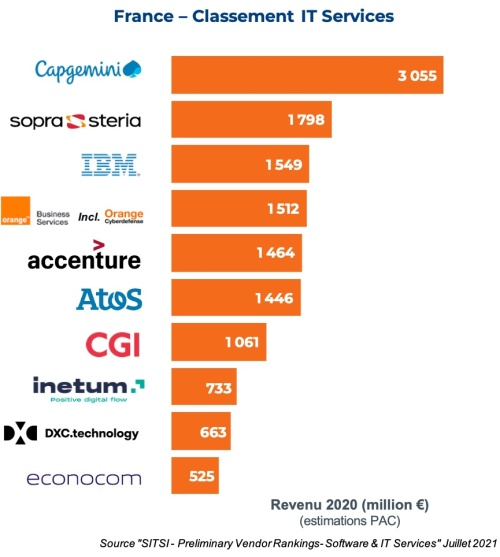 France – Classement IT Services
Capgemini
3 055
sopra steria
1 798
IBM
1 549
orange™ Business Services Incl. Orange Cyberdefense
1 512
accenture
1 464
Atos
1 446
CGI
1 061
inetum.
Positive digital flow
733
DXC.technology
663
econocom
525
Revenu 2020 (million €)
(estimations PAC)
Source "SITSI - Preliminary Vendor Rankings- Software & IT Services" Juillet 2021